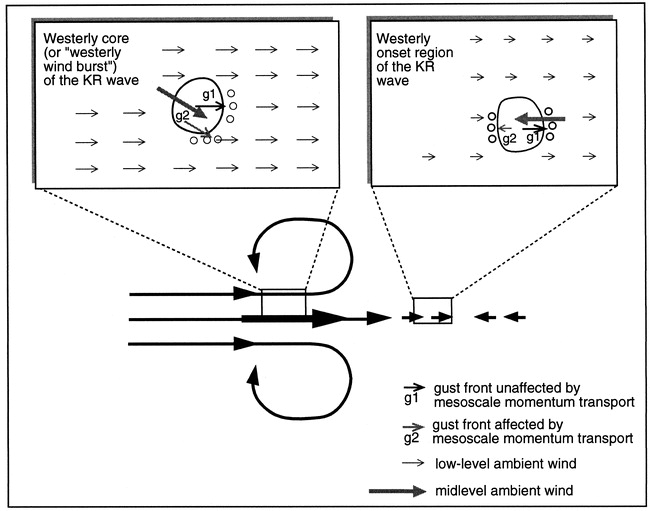 Westerly core
(or "westerly
wind burst")
of the KR wave
g1
g2
Westerly
onset region
of the KR
wave
g2
g1
g1
gust front unaffected by
mesoscale momentum transport
g2
gust front affected by
mesoscale momentum transport
low-level ambient wind
midlevel ambient wind